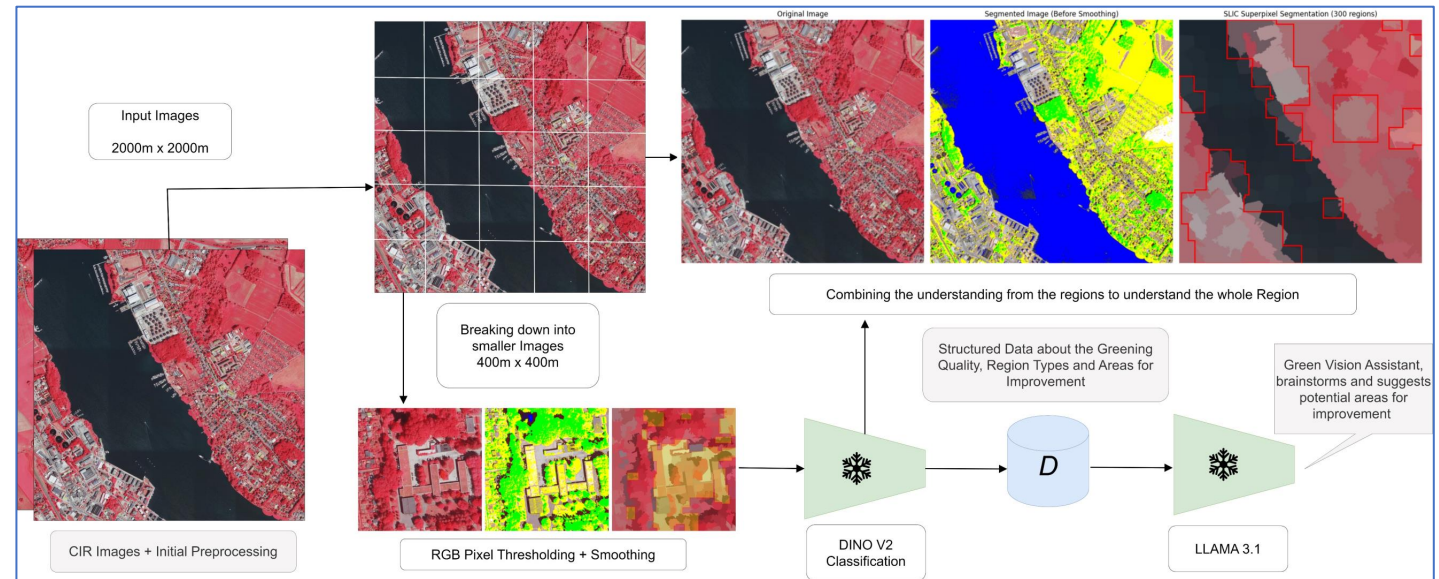 Original Image
Segmented Image (Before Smoothing)
SLIC Superpixel Segmentation (300 regions)
Input Images
2000m x 2000m
Breaking down into
smaller Images
400m x 400m
Combining the understanding from the regions to understand the whole Region
Structured Data about the Greening
Quality, Region Types and Areas for
Improvement
Green Vision Assistant,
brainstorms and suggests
potential areas for
improvement
D
CIR Images + Initial Preprocessing
RGB Pixel Thresholding + Smoothing
DINO V2
Classification
LLAMA 3.1